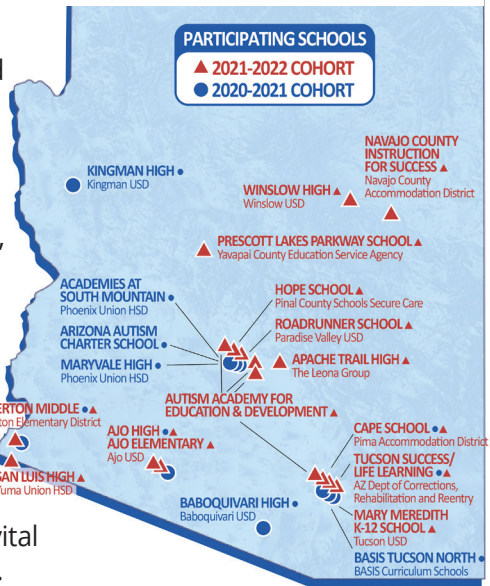 PARTICIPATING SCHOOLS
▲ 2021-2022 COHORT
● 2020-2021 COHORT
NAVAJO COUNTY
INSTRUCTION
FOR SUCCESS ▲
Navajo County
Accommodation District
KINGMAN HIGH ●
Kingman USD
WINSLOW HIGH ▲
Winslow USD
PRESCOTT LAKES PARKWAY SCHOOL ▲
Yavapai County Education Service Agency
ACADEMIES AT
SOUTH MOUNTAIN ●
Phoenix Union HSD
HOPE SCHOOL ▲
Pinal County Schools Secure Care
ARIZONA AUTISM
CHARTER SCHOOL ●
ROADRUNNER SCHOOL ▲
Paradise Valley USD
MARYVALE HIGH ●
Phoenix Union HSD
APACHE TRAIL HIGH ▲
The Leona Group
AUTISM ACADEMY FOR
EDUCATION & DEVELOPMENT ▲
ERTON MIDDLE ●▲
ton Elementary District
AJO HIGH ●▲
AJO ELEMENTARY ▲
Ajo USD
CAPE SCHOOL ●▲
Pima Accommodation District
TUCSON SUCCESS/
LIFE LEARNING ●▲
AZ Dept of Corrections,
Rehabilitation and Reentry
SAN LUIS HIGH ▲
Yuma Union HSD
BABOQUIVARI HIGH ●
Baboquivari USD
MARY MEREDITH
K-12 SCHOOL ▲
Tucson USD
BASIS TUCSON NORTH ●
BASIS Curriculum Schools
vital